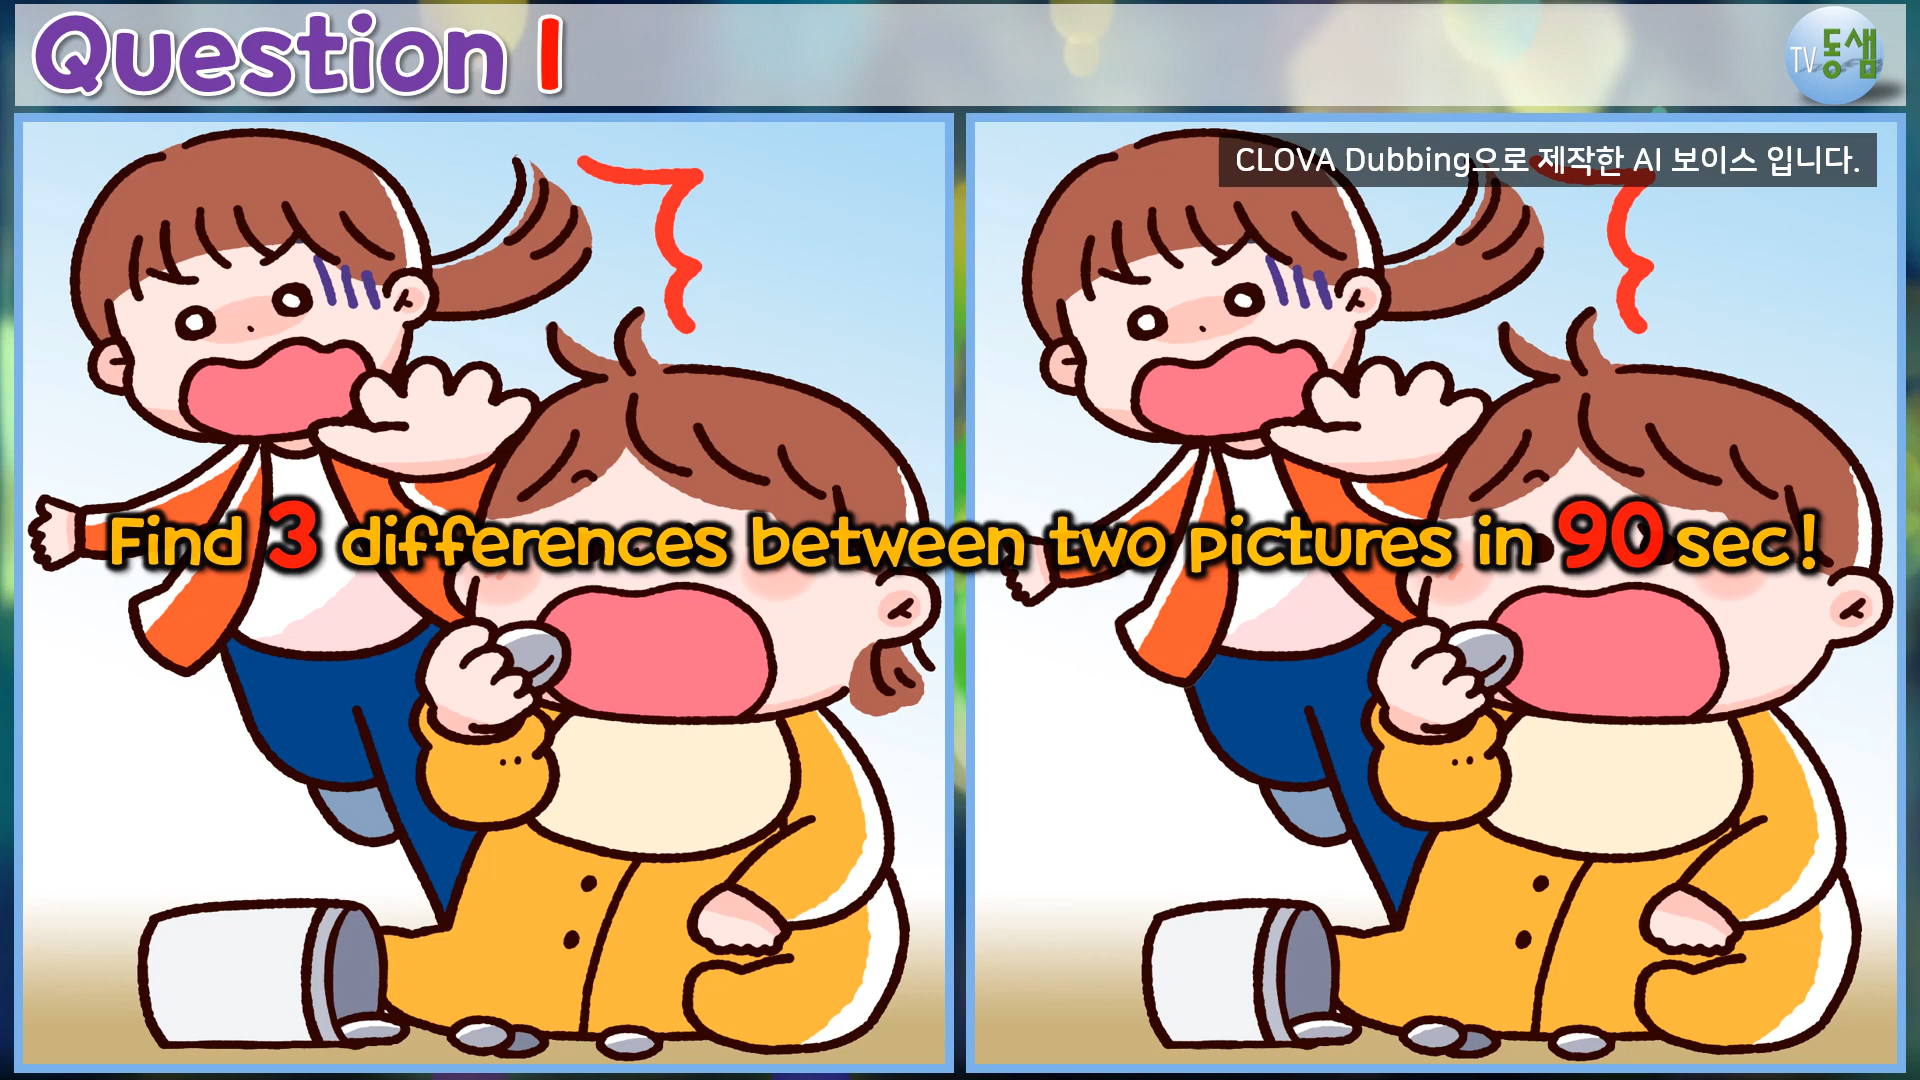 Question 1
TV 동샘
CLOVA Dubbing으로 제작한 AI 보이스 입니다.
Find 3 differences between two pictures in 90 sec!